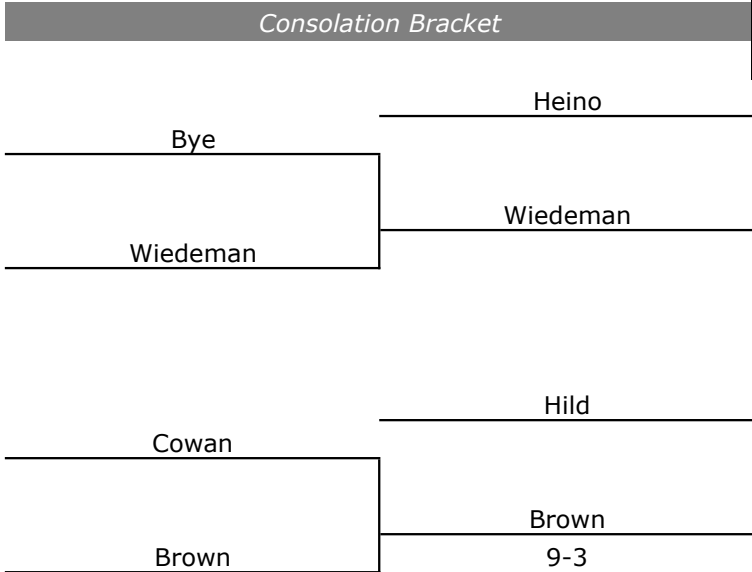 Consolation Bracket
Heino
Bye
Wiedeman
Wiedeman
Hild
Cowan
Brown
Brown
9-3